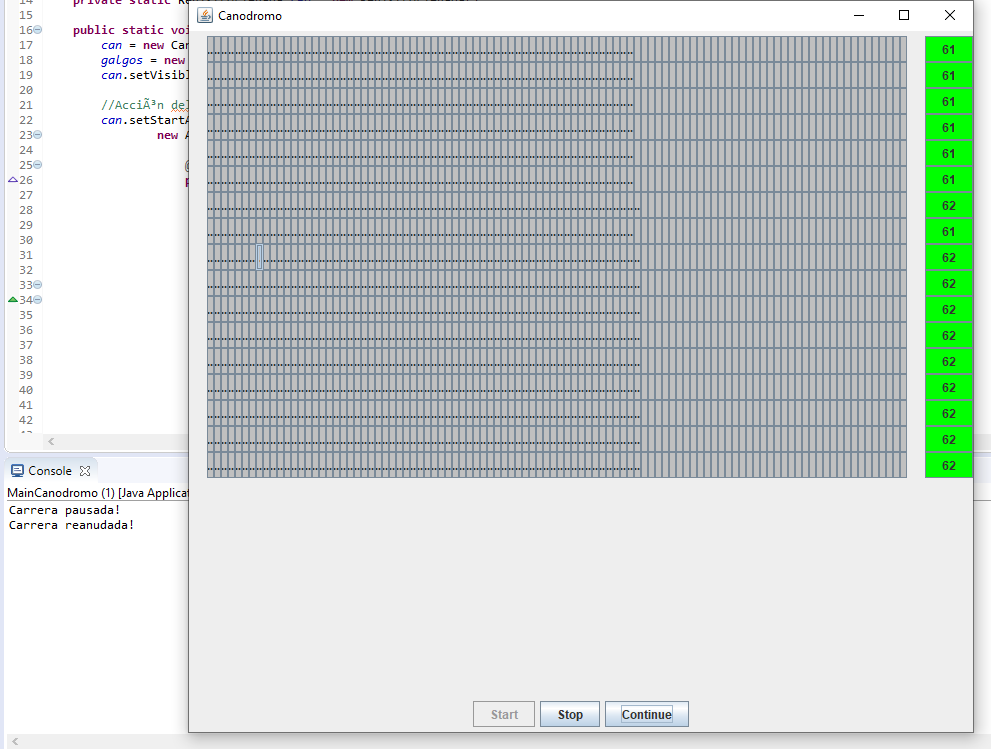 14
15
16 public static voi
17 can = new Car
18 galgos = new
19 can.setVisibl
20
21 //AcciÃ³n del
22 can.setStartA
23 new A
24
25 @
26 p
27
28
29
30
31
32
33
34
35
36
37
38
39
40
41
42
Canodromo
61
61
61
61
61
61
62
61
62
62
62
62
62
62
62
62
62
Start Stop Continue
Console
MainCanodromo (1) [Java Applicat
Carrera pausada!
Carrera reanudada!